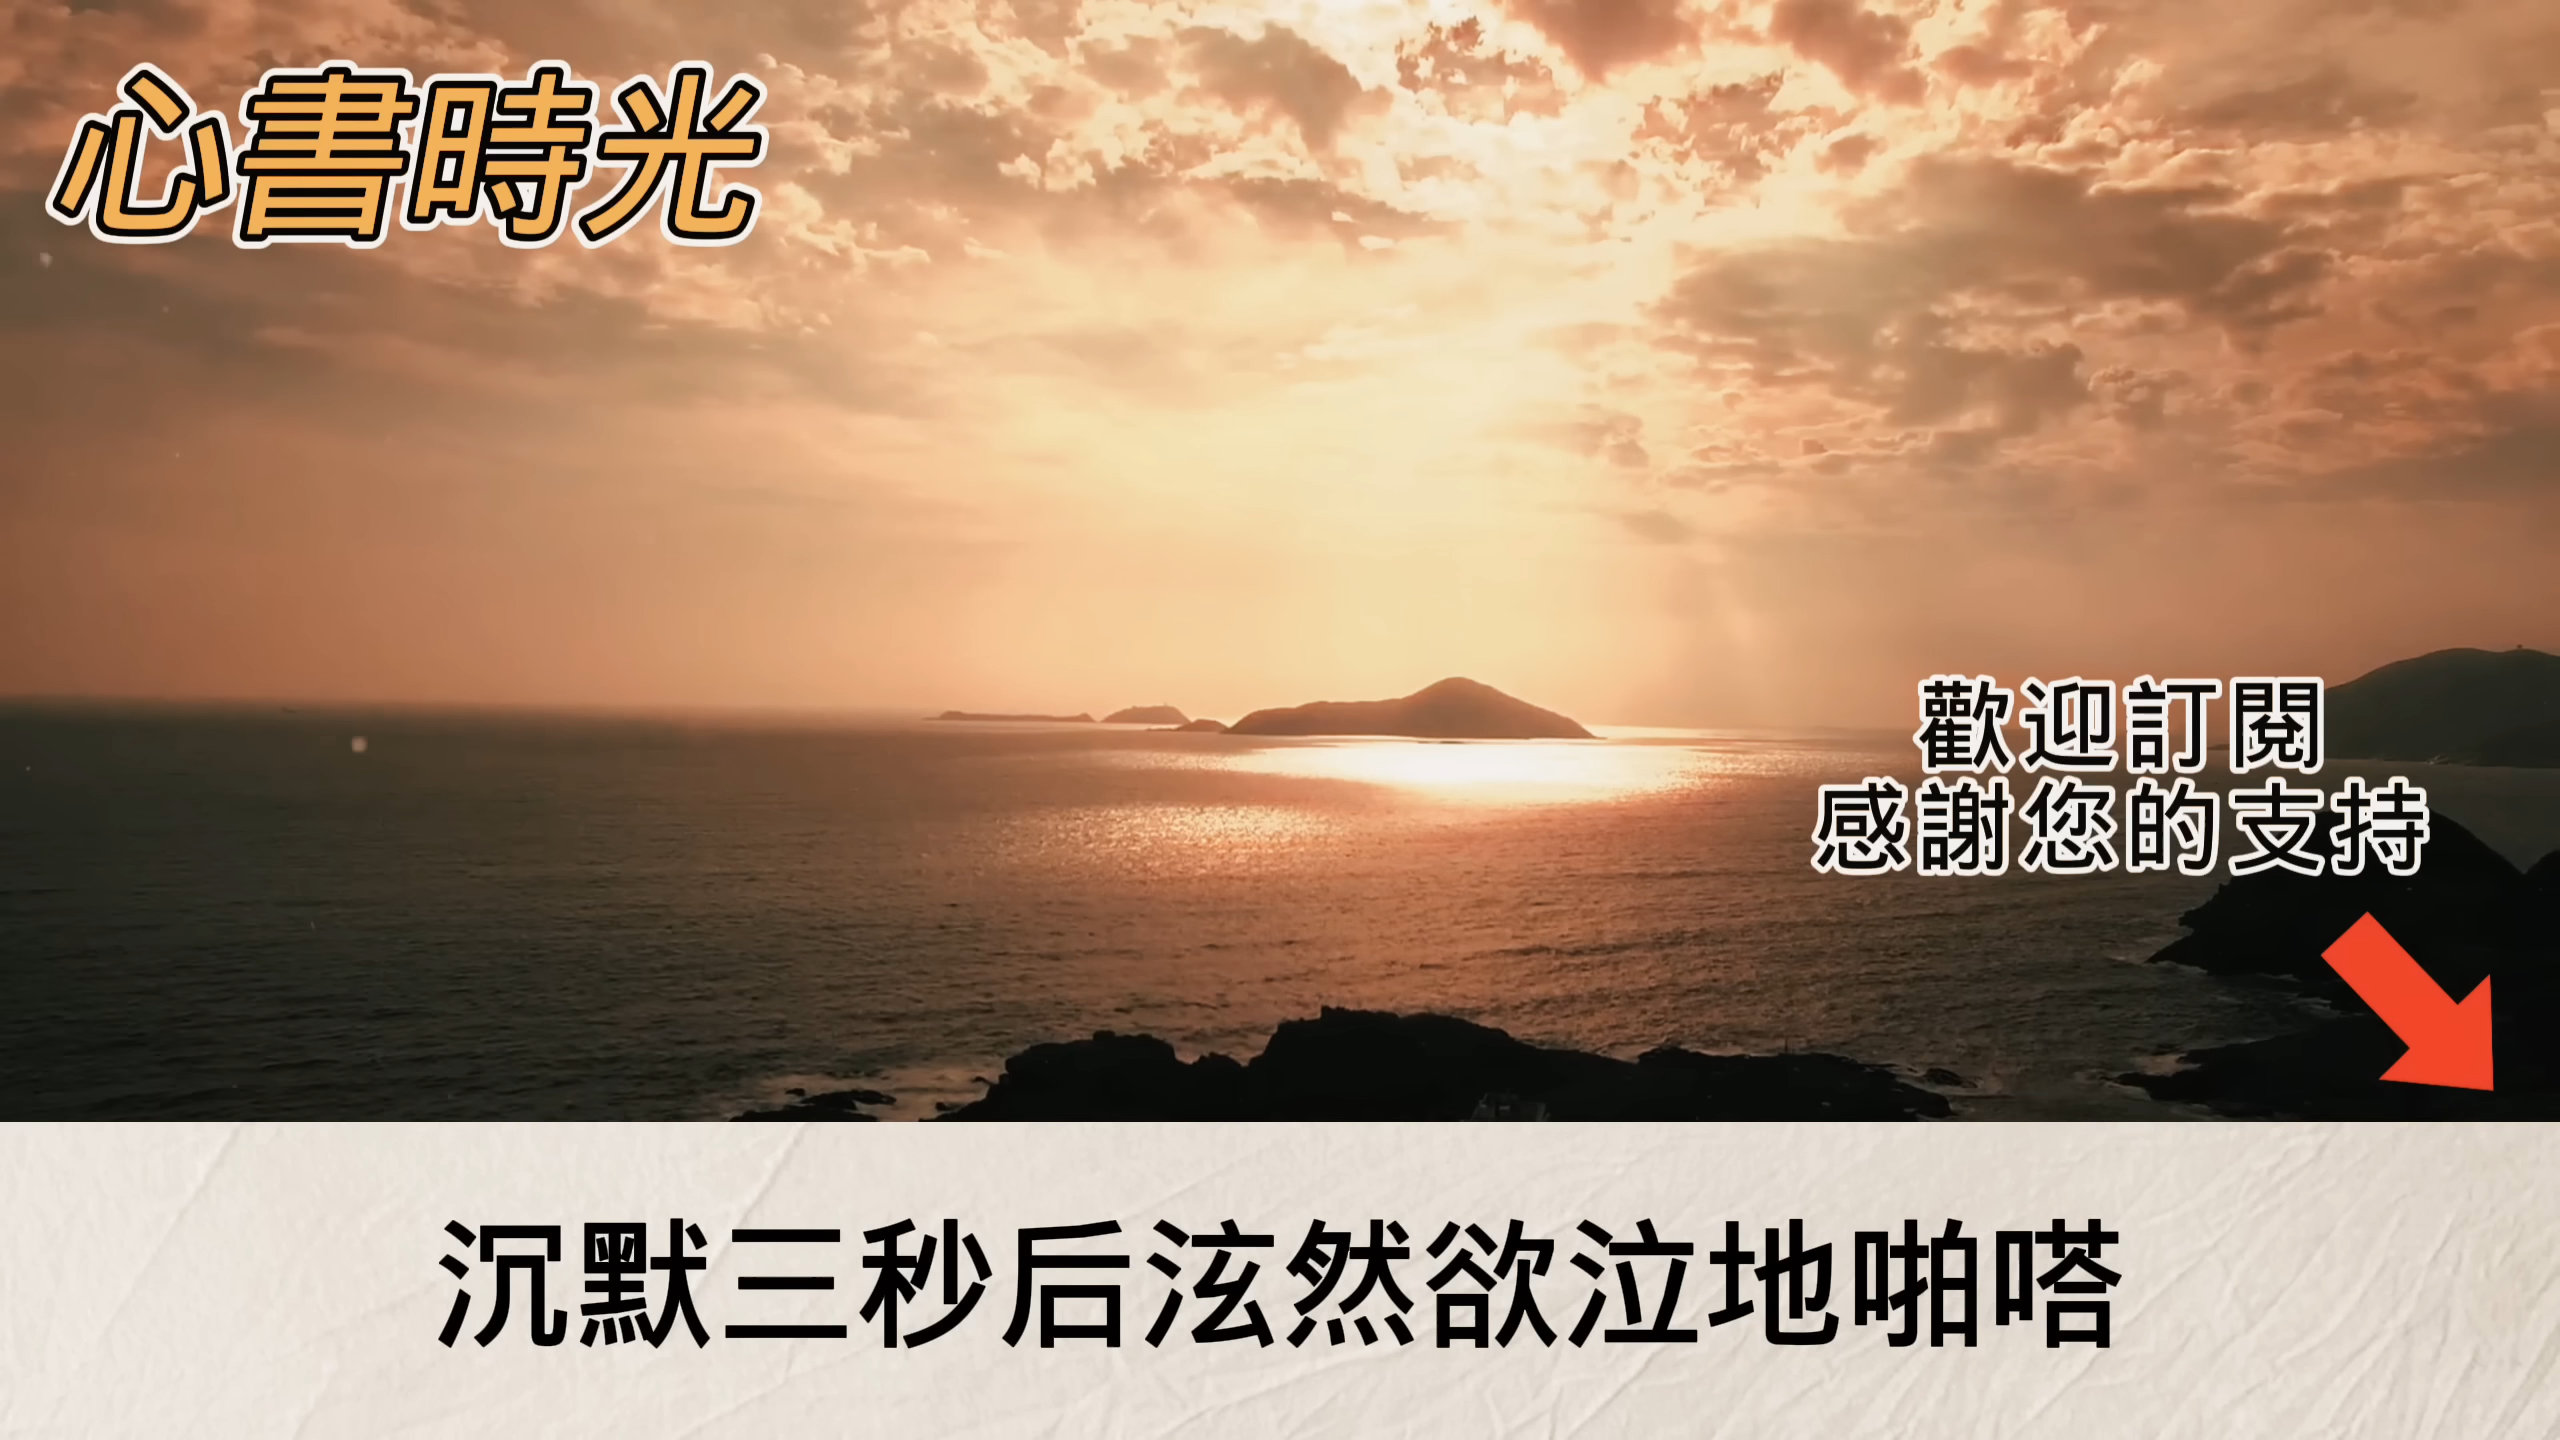 心書時光
歡迎訂閱
感謝您的支持
沉默三秒后泫然欲泣地啪嗒